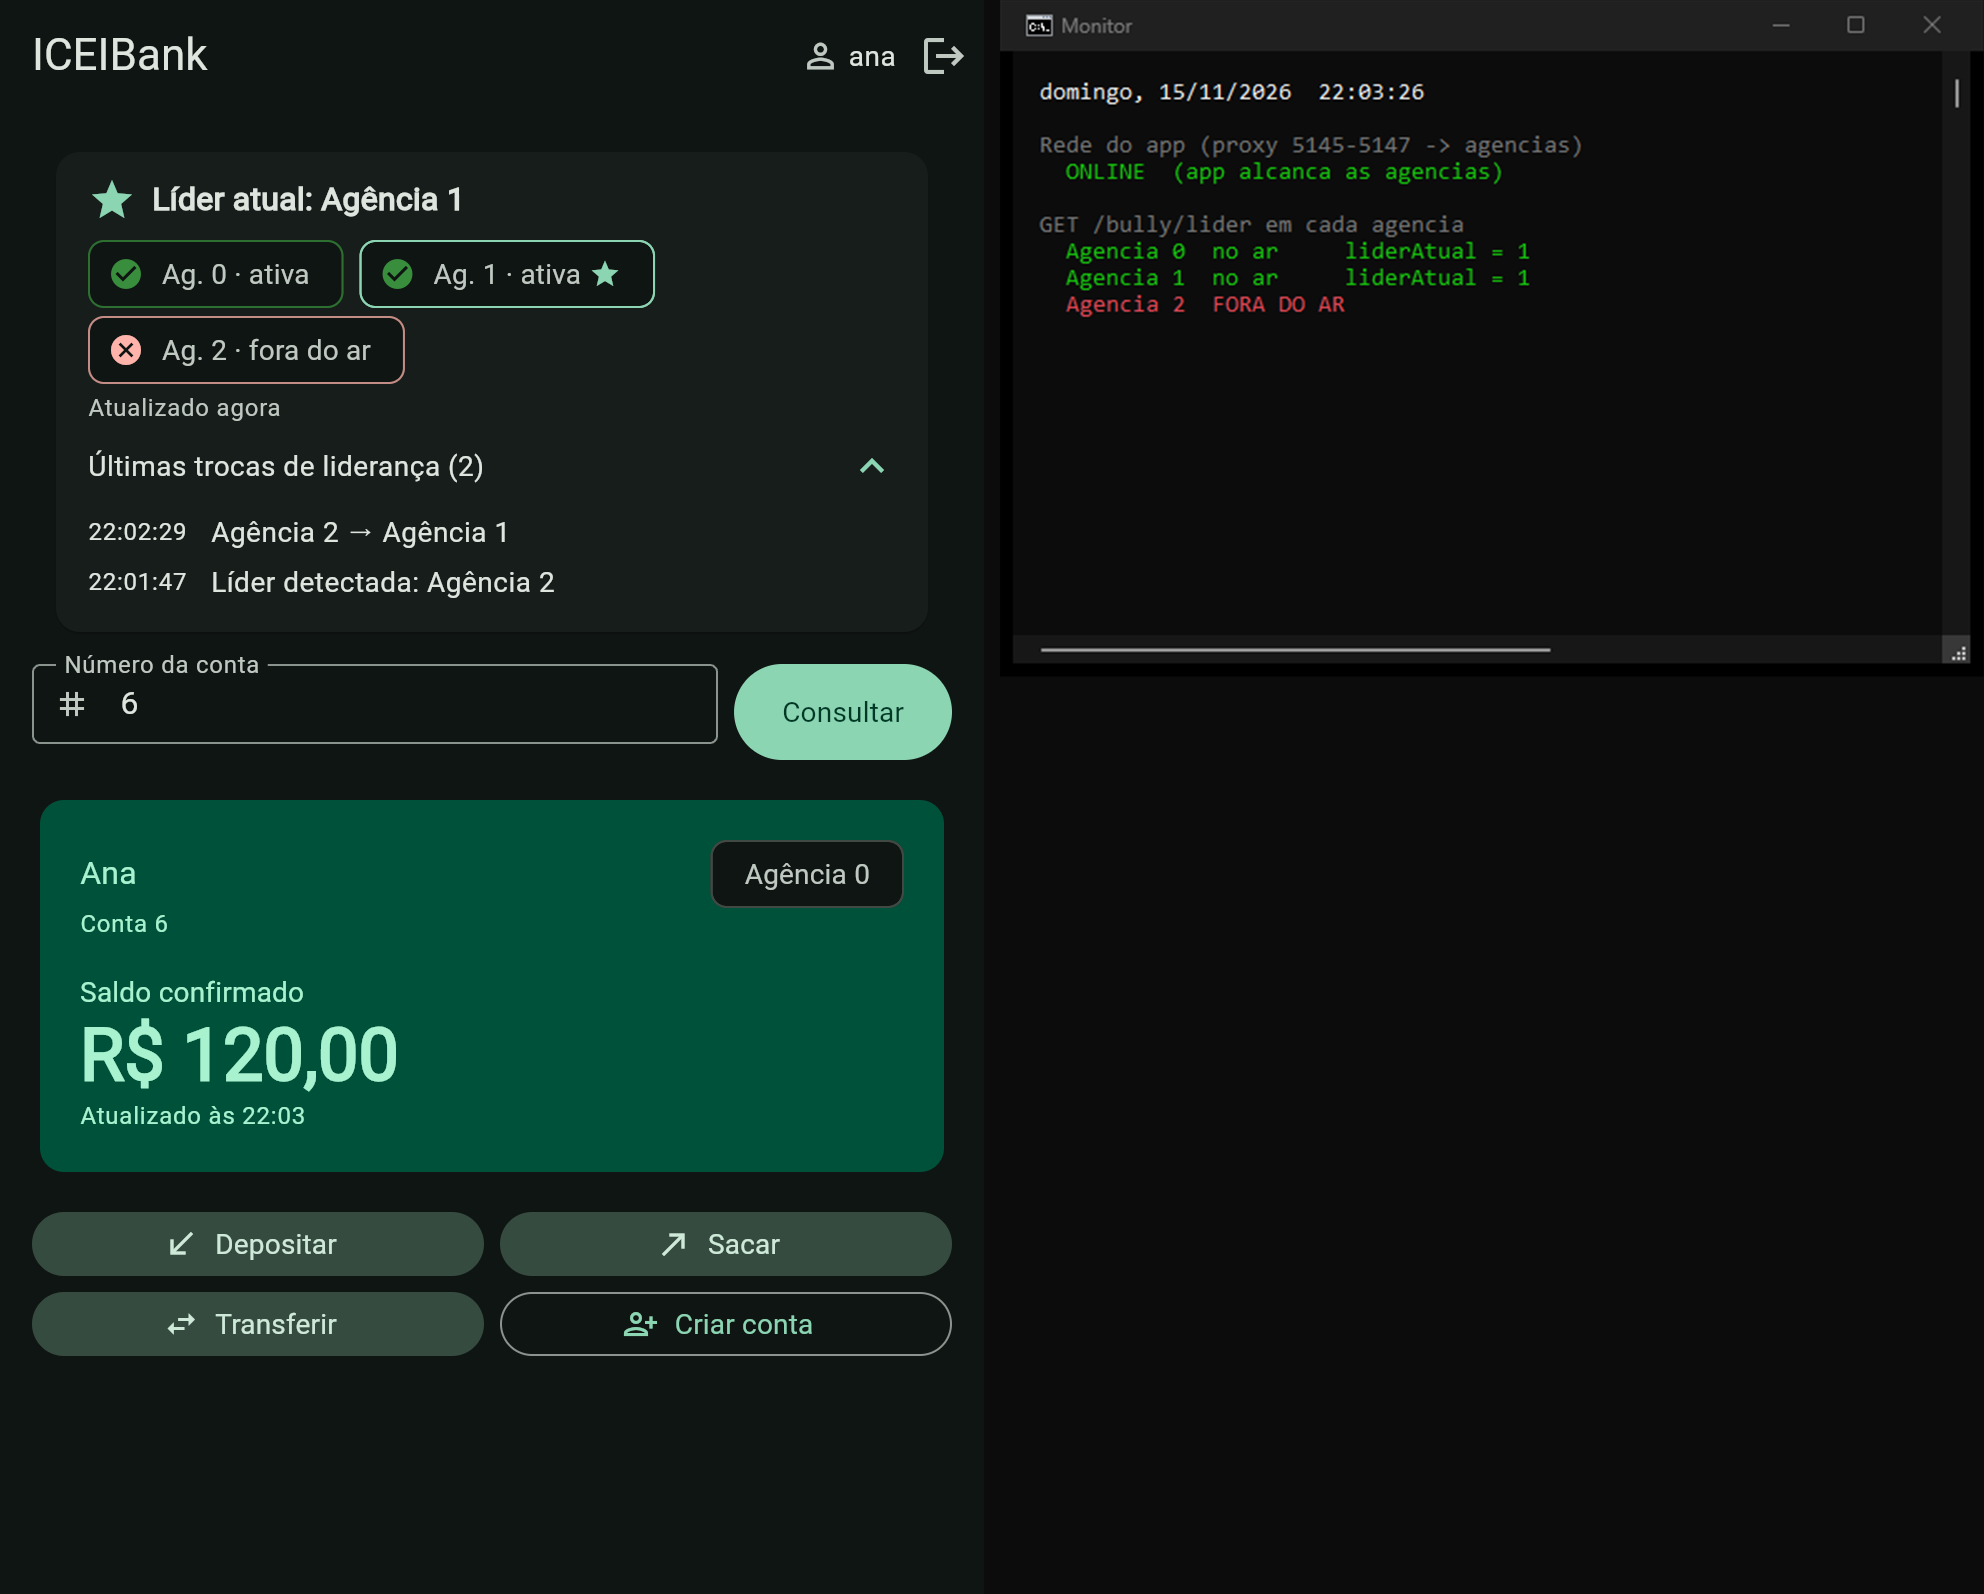 ICEIBank
ana
Líder atual: Agência 1
Ag. 0 · ativa
Ag. 1 · ativa
Ag. 2 · fora do ar
Atualizado agora
Últimas trocas de liderança (2)
22:02:29 Agência 2 → Agência 1
22:01:47 Líder detectada: Agência 2
Número da conta
# 6
Consultar
Ana
Agência 0
Conta 6
Saldo confirmado
R$ 120,00
Atualizado às 22:03
Depositar
Sacar
Transferir
Criar conta
Monitor
domingo, 15/11/2026 22:03:26
Rede do app (proxy 5145-5147 -> agencias)
ONLINE (app alcanca as agencias)
GET /bully/lider em cada agencia
Agencia 0 no ar liderAtual = 1
Agencia 1 no ar liderAtual = 1
Agencia 2 FORA DO AR